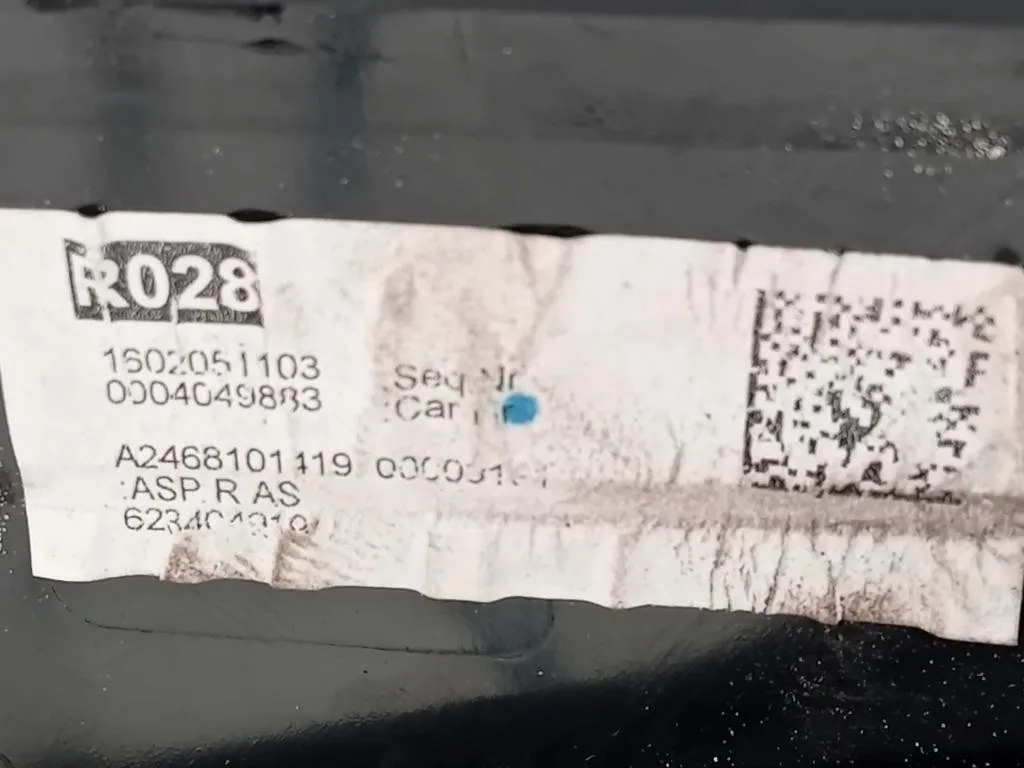 R028
1602051103 Seq Nr
0004049883 Car
A2468101119
:ASP R AS